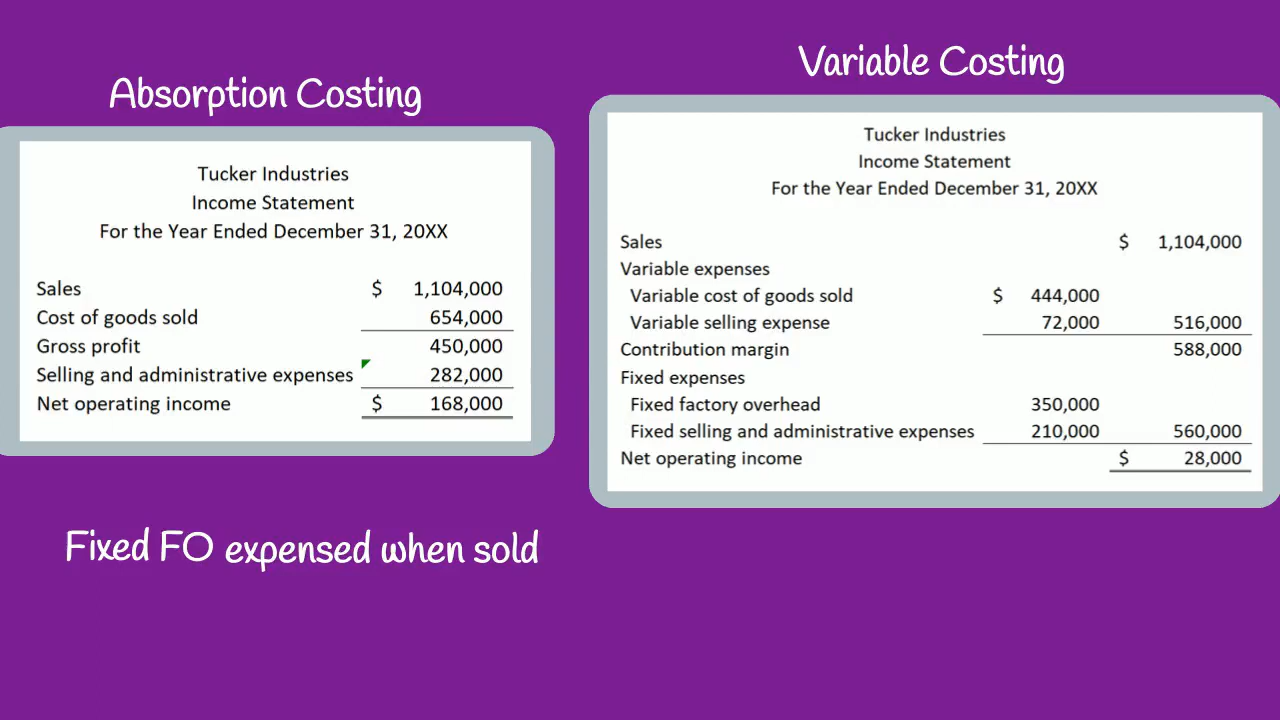 Absorption Costing
Tucker Industries
Income Statement
For the Year Ended December 31, 20XX
Sales $ 1,104,000
Cost of goods sold 654,000
Gross profit 450,000
Selling and administrative expenses 282,000
Net operating income $ 168,000
Fixed FO expensed when sold
Variable Costing
Tucker Industries
Income Statement
For the Year Ended December 31, 20XX
Sales $ 1,104,000
Variable expenses
Variable cost of goods sold $ 444,000
Variable selling expense 72,000 516,000
Contribution margin 588,000
Fixed expenses
Fixed factory overhead 350,000
Fixed selling and administrative expenses 210,000 560,000
Net operating income $ 28,000